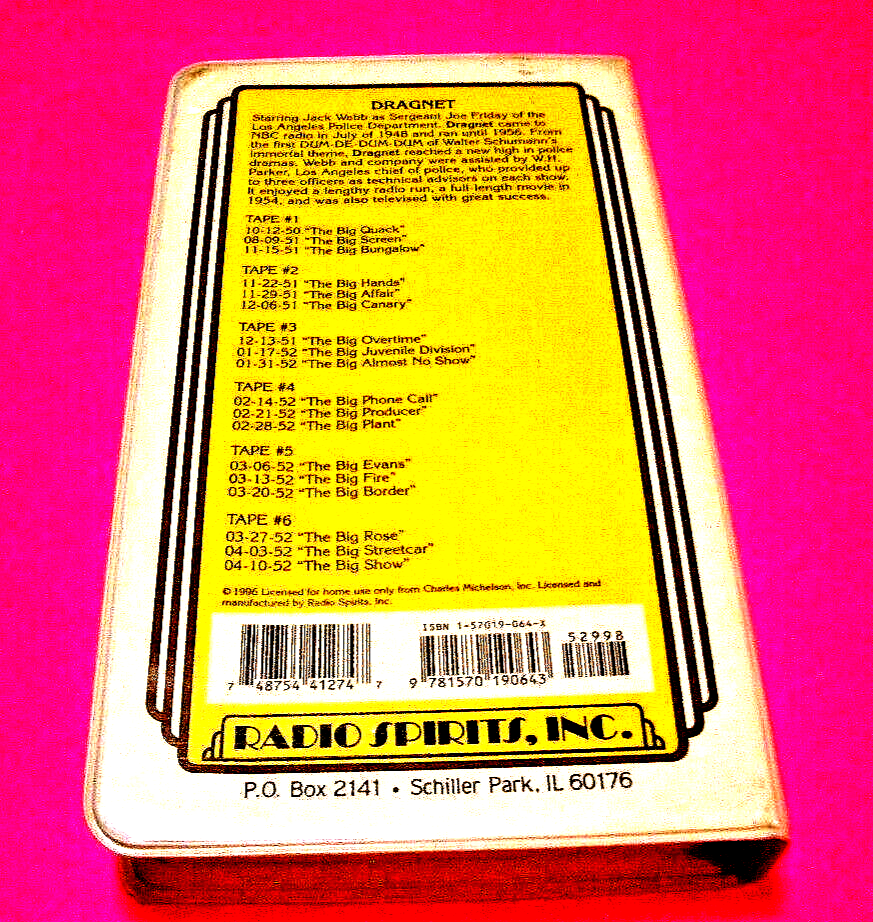 DRAGNET
Starring Jack Webb as Sergeant Joe Friday of the
Los Angeles Police Department. Dragnet came to
NBC radio in July of 1948 and ran until 1956. From
the first DUM-DE-DUM-DUM of Walter Schumann's
immortal theme, Dragnet reached a new high in police
dramas. Webb and company were assisted by W.H.
Parker, Los Angeles chief of police, who provided up
to three officers as technical advisors on each show.
It enjoyed a lengthy radio run, a full-length movie in
1954, and was also televised with great success.
TAPE #1
10-12-50 "The Big Quack"
08-09-51 "The Big Screen"
11-15-51 "The Big Bungalow"
TAPE #2
11-22-51 "The Big Hands"
11-29-51 "The Big Affair"
12-06-51 "The Big Canary"
TAPE #3
12-13-51 "The Big Overtime"
01-17-52 "The Big Juvenile Division"
01-31-52 "The Big Almost No Show"
TAPE #4
02-14-52 "The Big Phone Call"
02-21-52 "The Big Producer"
02-28-52 "The Big Plant"
TAPE #5
03-06-52 "The Big Evans"
03-13-52 "The Big Fire"
03-20-52 "The Big Border"
TAPE #6
03-27-52 "The Big Rose"
04-03-52 "The Big Streetcar"
04-10-52 "The Big Show"
© 1996 Licensed for home use only from Charles Michelson, Inc. Licensed and
manufactured by Radio Spirits, Inc.
ISBN 1-57019-064-X
52998
7 48754 41274 7
9 781570 190643
RADIO SPIRITS, INC.
P.O. Box 2141 • Schiller Park, IL 60176